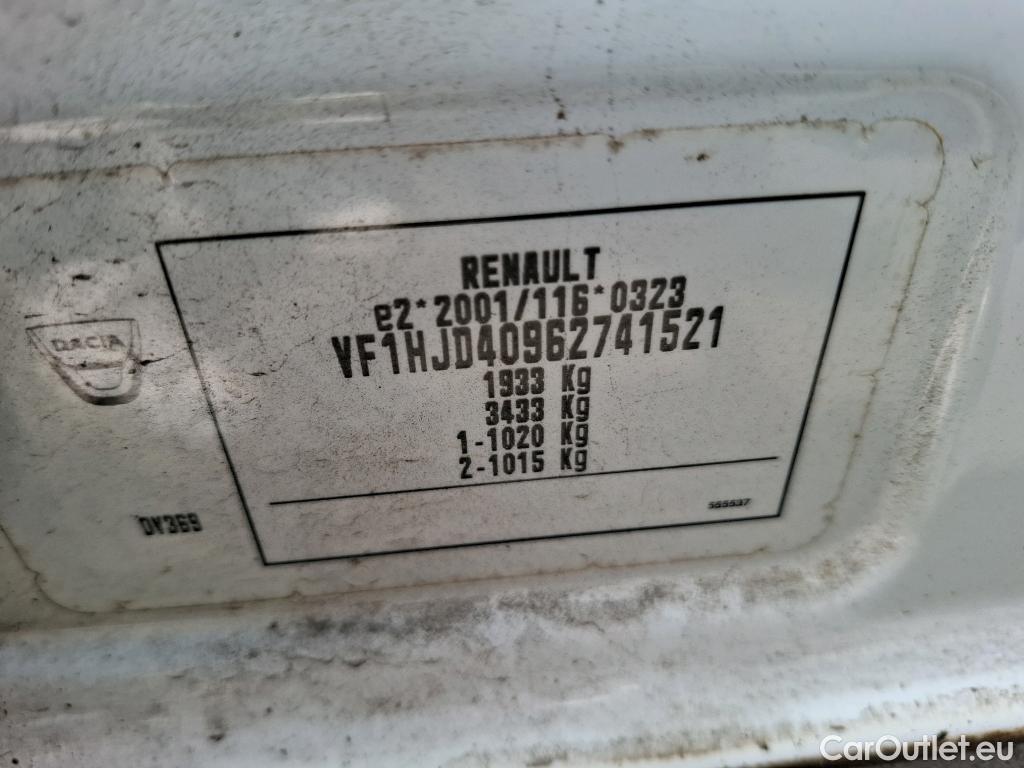 RENAULT
e2*2001/116*0323
VF1HJD40962741521
1933 Kg
3433 Kg
1-1020 Kg
2-1015 Kg
DACIA
DV369
555537
CarOutlet.eu